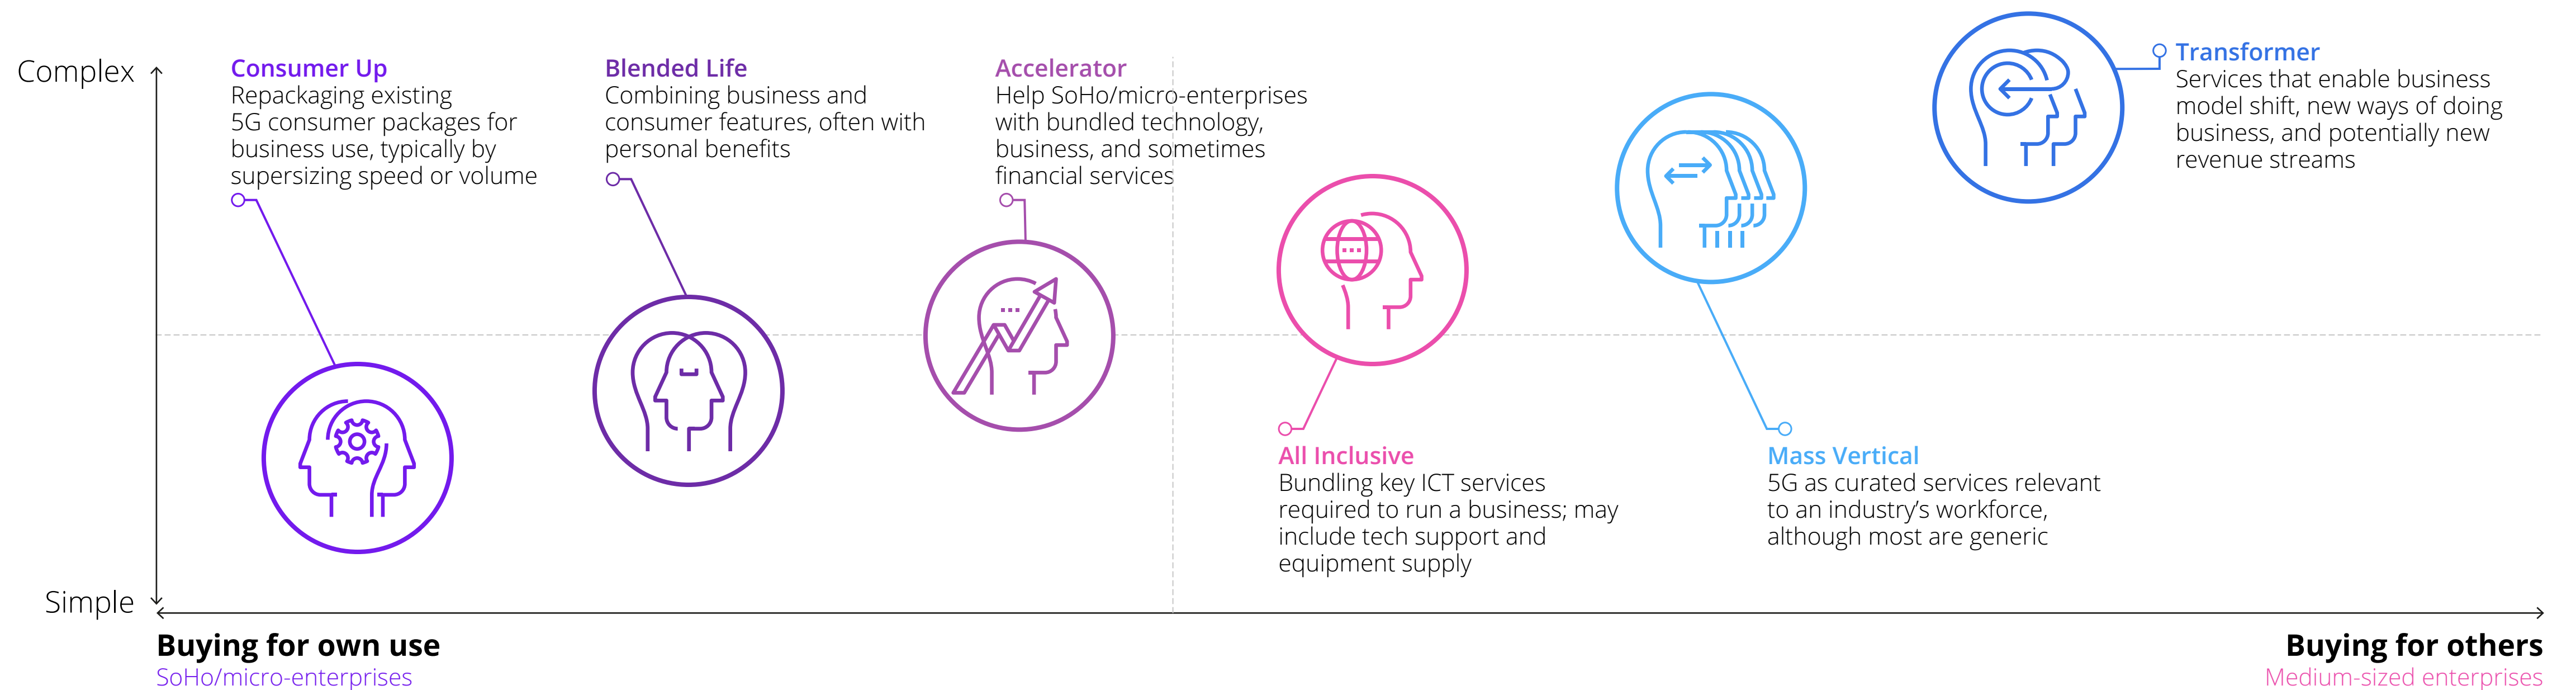 Complex
Consumer Up
Repackaging existing
5G consumer packages for
business use, typically by
supersizing speed or volume
Blended Life
Combining business and
consumer features, often with
personal benefits
Accelerator
Help SoHo/micro-enterprises
with bundled technology,
business, and sometimes
financial services
Transformer
Services that enable business
model shift, new ways of doing
business, and potentially new
revenue streams
All Inclusive
Bundling key ICT services
required to run a business; may
include tech support and
equipment supply
Mass Vertical
5G as curated services relevant
to an industry’s workforce,
although most are generic
Simple
Buying for own use
SoHo/micro-enterprises
Buying for others
Medium-sized enterprises